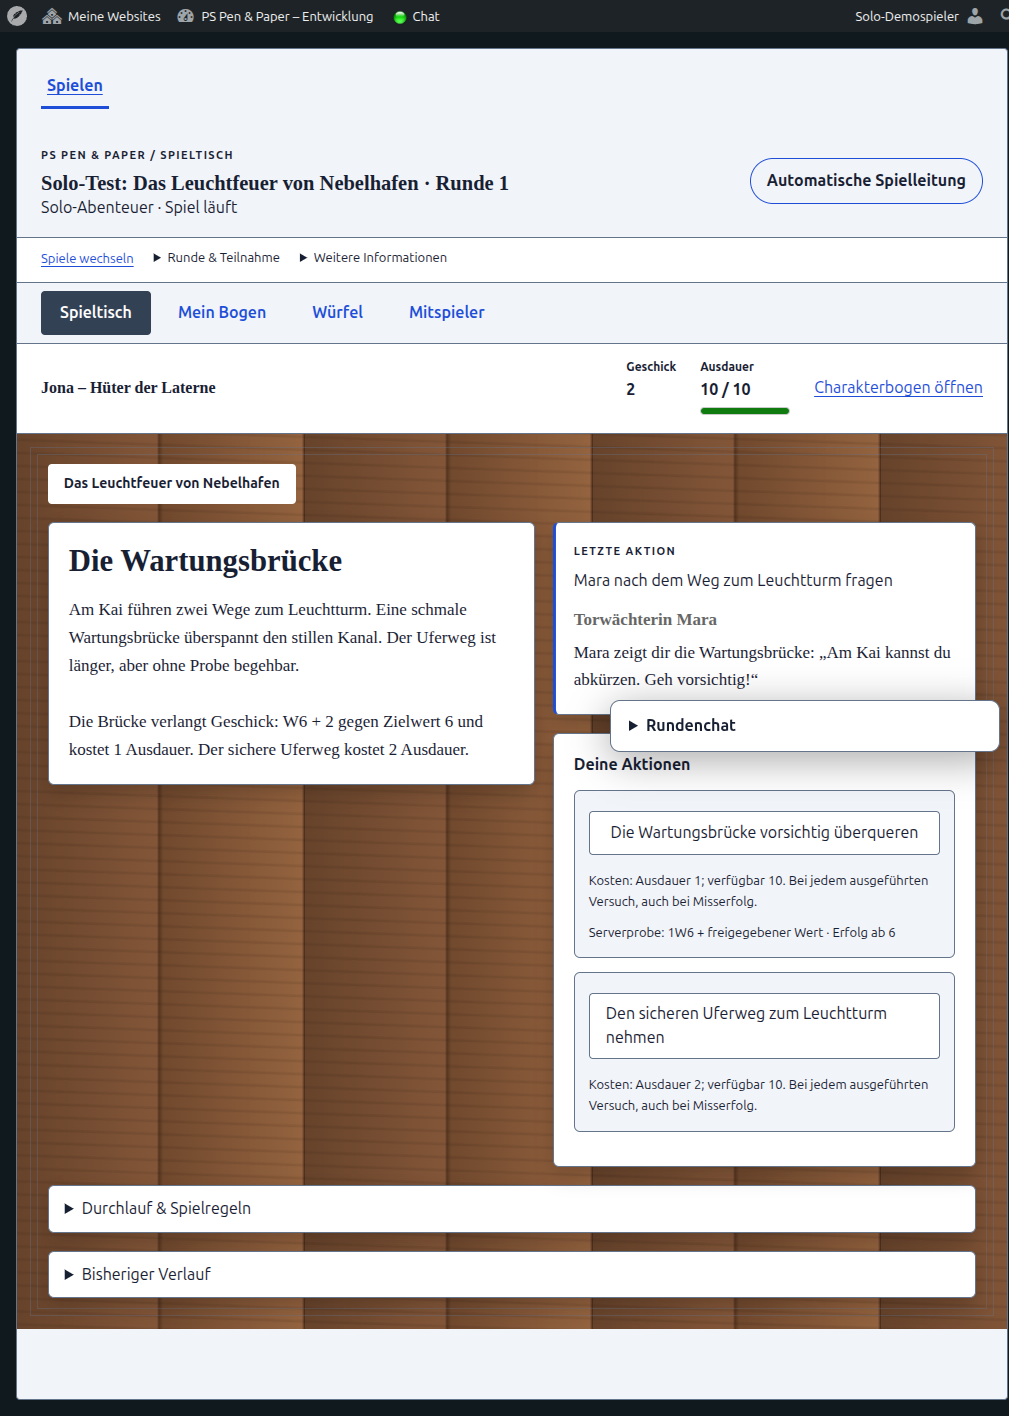 Meine Websites
PS Pen & Paper – Entwicklung
Chat
Solo-Demospieler
Spielen
PS PEN & PAPER / SPIELTISCH
Solo-Test: Das Leuchtfeuer von Nebelhafen · Runde 1
Solo-Abenteuer · Spiel läuft
Automatische Spielleitung
Spiele wechseln
Runde & Teilnahme
Weitere Informationen
Spieltisch
Mein Bogen
Würfel
Mitspieler
Jona – Hüter der Laterne
Geschick
2
Ausdauer
10 / 10
Charakterbogen öffnen
Das Leuchtfeuer von Nebelhafen
Die Wartungsbrücke
Am Kai führen zwei Wege zum Leuchtturm. Eine schmale
Wartungsbrücke überspannt den stillen Kanal. Der Uferweg ist
länger, aber ohne Probe begehbar.
Die Brücke verlangt Geschick: W6 + 2 gegen Zielwert 6 und
kostet 1 Ausdauer. Der sichere Uferweg kostet 2 Ausdauer.
LETZTE AKTION
Mara nach dem Weg zum Leuchtturm fragen
Torwächterin Mara
Mara zeigt dir die Wartungsbrücke: „Am Kai kannst du
abkürzen. Geh vorsichtig!“
Rundenchat
Deine Aktionen
Die Wartungsbrücke vorsichtig überqueren
Kosten: Ausdauer 1; verfügbar 10. Bei jedem ausgeführten
Versuch, auch bei Misserfolg.
Serverprobe: 1W6 + freigegebener Wert · Erfolg ab 6
Den sicheren Uferweg zum Leuchtturm
nehmen
Kosten: Ausdauer 2; verfügbar 10. Bei jedem ausgeführten
Versuch, auch bei Misserfolg.
Durchlauf & Spielregeln
Bisheriger Verlauf